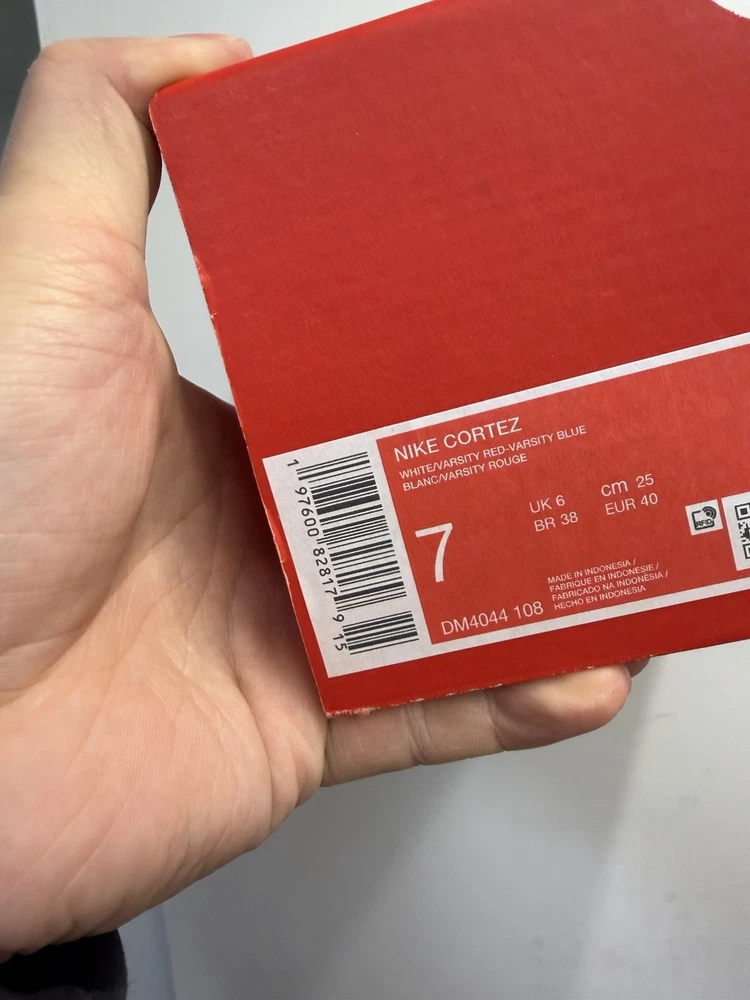 NIKE CORTEZ
WHITE/VARSITY RED-VARSITY BLUE
BLANC/VARSITY ROUGE
7
UK 6
cm 25
BR 38
EUR 40
RFID
MADE IN INDONESIA /
FABRIQUE EN INDONESIE /
FABRICADO NA INDONÉSIA /
HECHO EN INDONESIA
DM4044 108
1 97600 82817 9 15